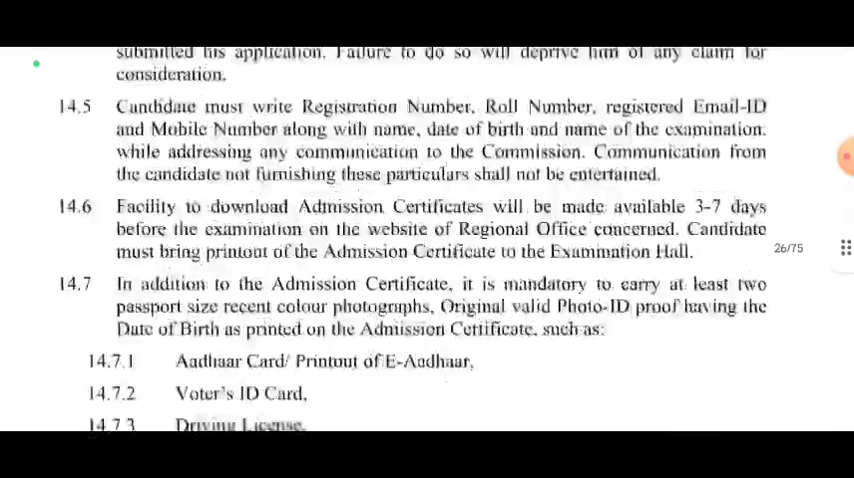 submitted his application. Failure to do so will deprive him of any claim for
consideration.
14.5 Candidate must write Registration Number, Roll Number, registered Email-ID
and Mobile Number along with name, date of birth and name of the examination.
while addressing any communication to the Commission. Communication from
the candidate not furnishing these particulars shall not be entertained.
14.6 Facility to download Admission Certificates will be made available 3-7 days
before the examination on the website of Regional Office concerned. Candidate
must bring printout of the Admission Certificate to the Examination Hall.
26/75
14.7 In addition to the Admission Certificate, it is mandatory to carry at least two
passport size recent colour photographs, Original valid Photo-ID proof having the
Date of Birth as printed on the Admission Certificate, such as:
14.7.1 Aadhaar Card/ Printout of E-Aadhaar,
14.7.2 Voter's ID Card,
14.7.3 Driving License,